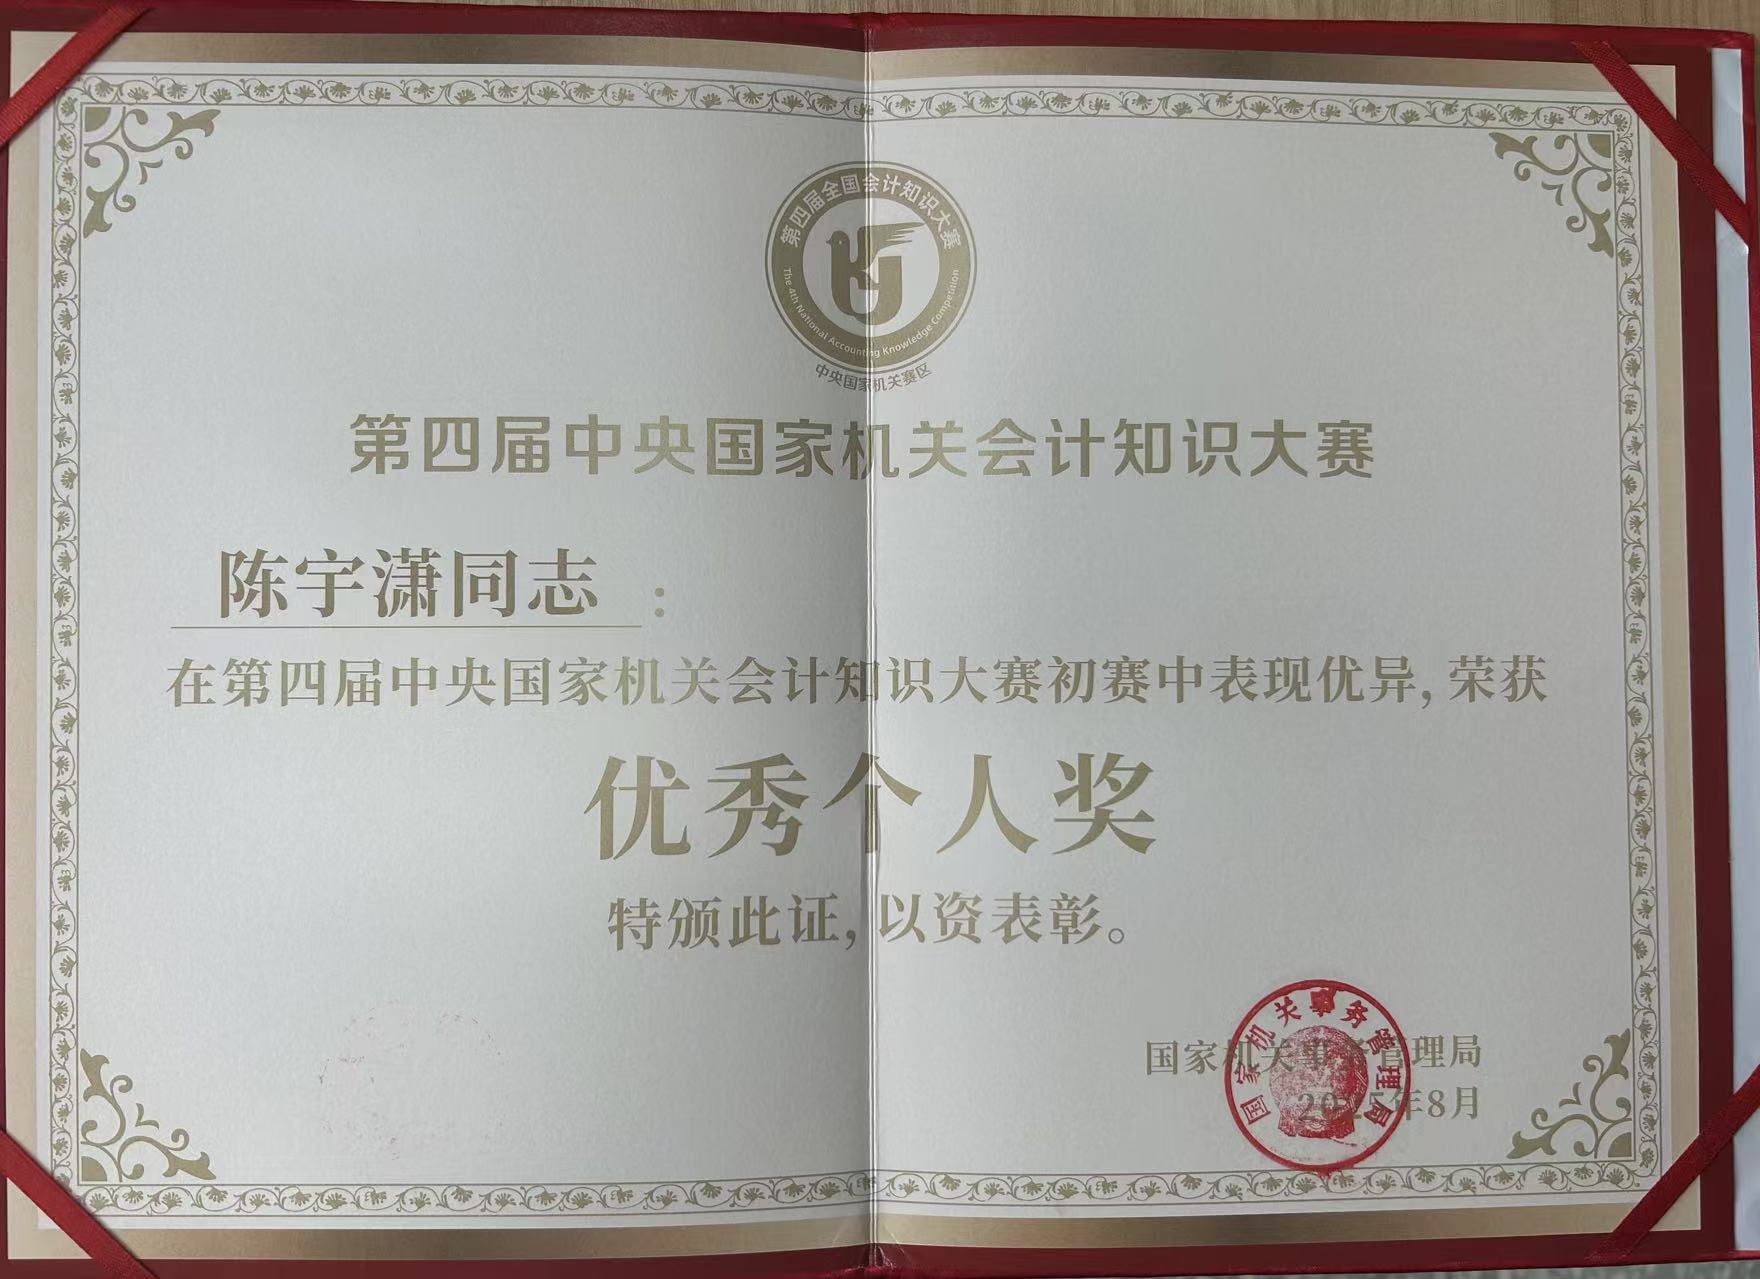 第四届全国会计知识大赛
The 4th National Accounting Knowledge Competition
中央国家机关赛区
第四届中央国家机关会计知识大赛
陈宇潇同志：
在第四届中央国家机关会计知识大赛初赛中表现优异，荣获
优秀个人奖
特颁此证，以资表彰。
国家机关事务管理局
2025年8月
国家机关事务管理局